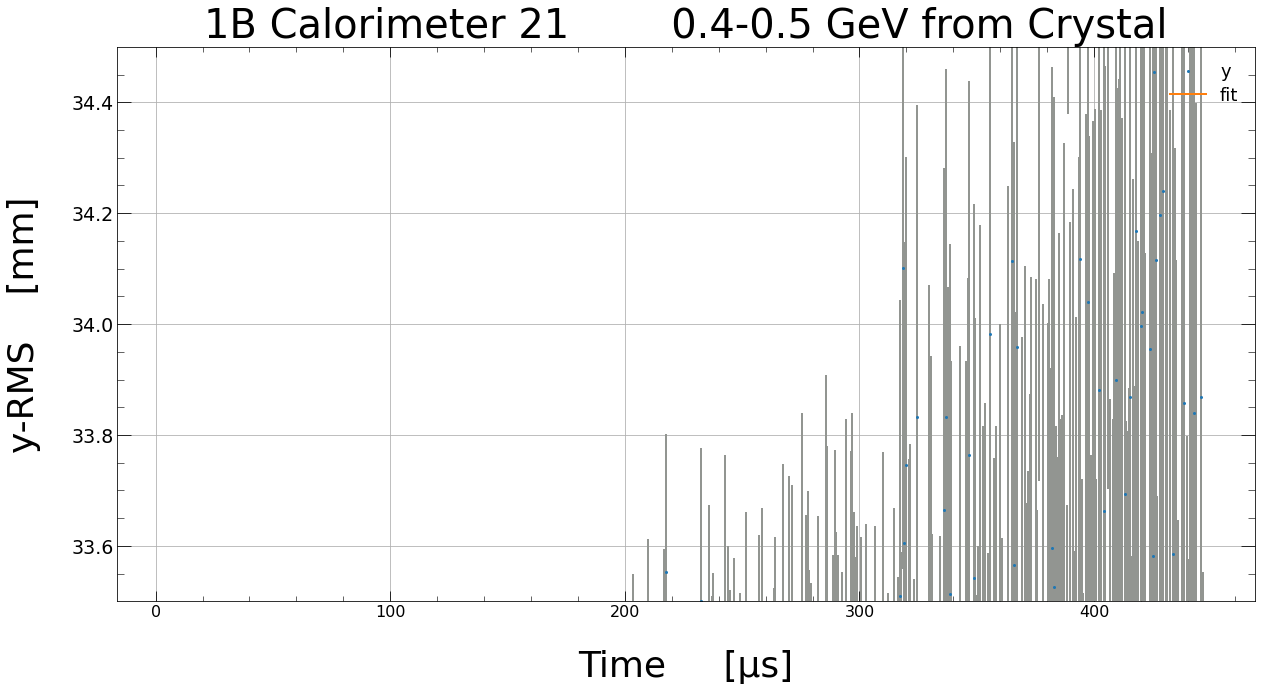 1B Calorimeter 21 0.4-0.5 GeV from Crystal
y
fit
y-RMS [mm]
34.4
34.2
34.0
33.8
33.6
0 100 200 300 400
Time [μs]